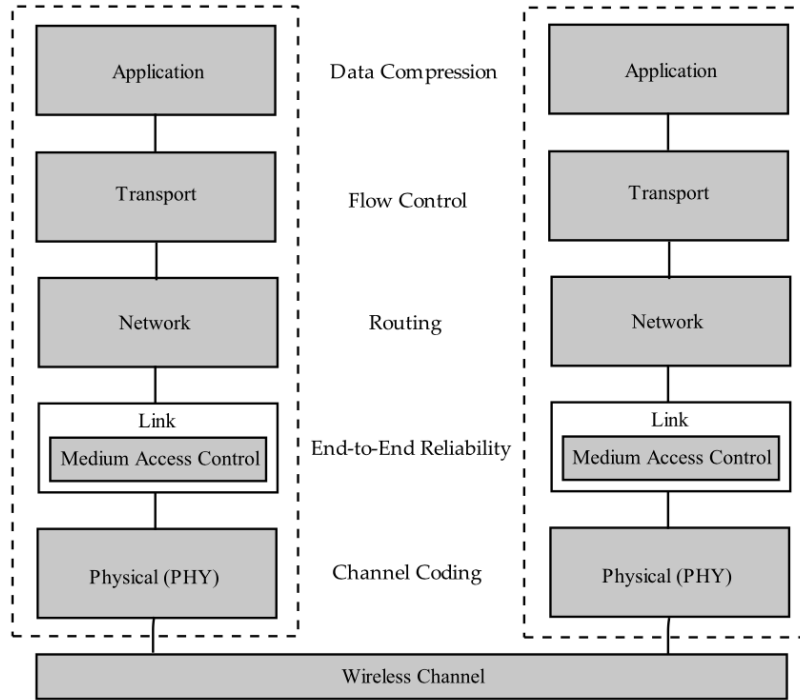 Application
Data Compression
Application
Transport
Flow Control
Transport
Network
Routing
Network
Link
Link
Medium Access Control
End-to-End Reliability
Medium Access Control
Physical (PHY)
Channel Coding
Physical (PHY)
Wireless Channel